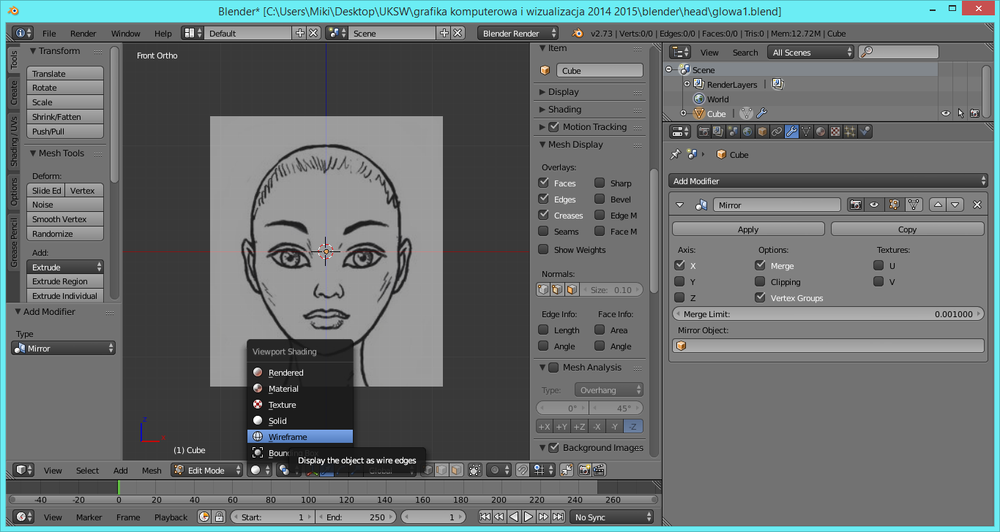 Blender* [C:\Users\Miki\Desktop\UKSW\grafika komputerowa i wizualizacja 2014 2015\blender\head\glowa1.blend]
File Render Window Help Default Scene Blender Render v2.73 | Verts:0/0 | Edges:0/0 | Faces:0/0 | Tris:0 | Mem:12.72M | Cube
Tools
Create
Shading / UVs
Options
Grease Pencil
Transform
Translate
Rotate
Scale
Shrink/Fatten
Push/Pull
Mesh Tools
Deform:
Slide Ed Vertex
Noise
Smooth Vertex
Randomize
Add:
Extrude
Extrude Region
Extrude Individual
Add Modifier
Type
Mirror
Front Ortho
z
x
(1) Cube
Viewport Shading
Rendered
Material
Texture
Solid
Wireframe
Bounding Box
Display the object as wire edges
View Select Add Mesh Edit Mode Global
Item
Cube
Display
Shading
Motion Tracking
Mesh Display
Overlays:
Faces Sharp
Edges Bevel
Creases Edge M
Seams Face M
Show Weights
Normals:
Size: 0.10
Edge Info: Face Info:
Length Area
Angle Angle
Mesh Analysis
Type: Overhang
0° 45°
+X +Y +Z -X -Y -Z
Background Images
View Search All Scenes
Scene
RenderLayers |
World
Cube |
Cube
Add Modifier
Mirror
Apply Copy
Axis: Options: Textures:
X Merge U
Y Clipping V
Z Vertex Groups
Merge Limit: 0.001000
Mirror Object:
-40 -20 0 20 40 60 80 100 120 140 160 180 200 220 240 260
View Marker Frame Playback Start: 1 End: 250 1 No Sync